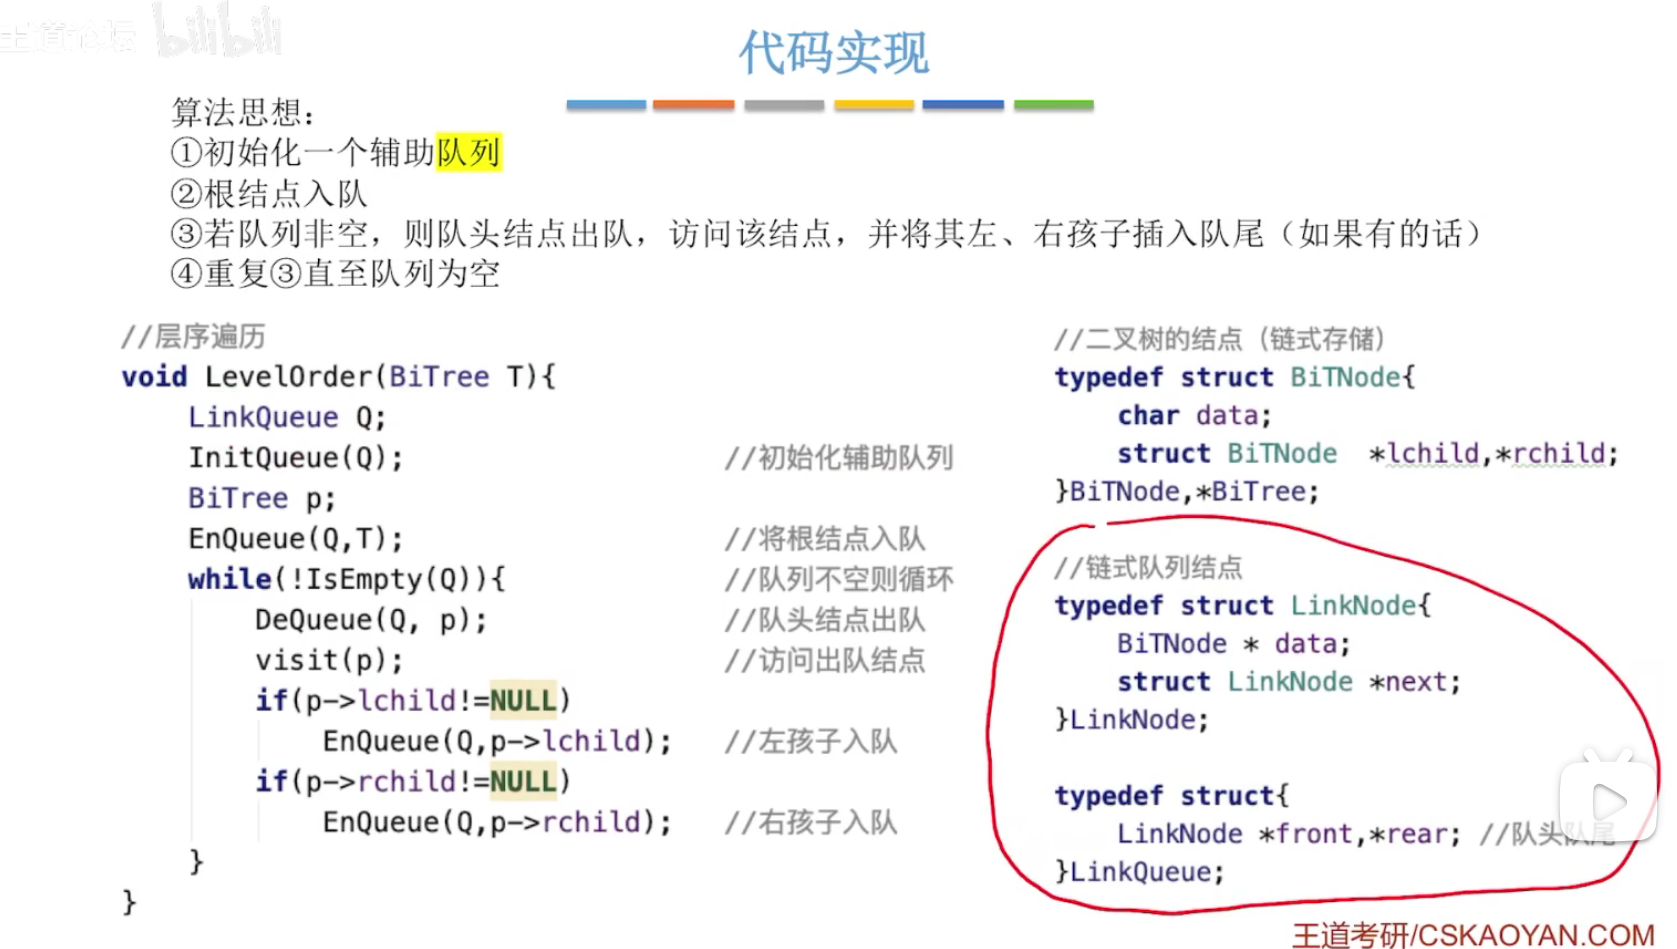 王道论坛 bilibili
代码实现
算法思想：
①初始化一个辅助队列
②根结点入队
③若队列非空，则队头结点出队，访问该结点，并将其左、右孩子插入队尾（如果有的话）
④重复③直至队列为空
//层序遍历
void LevelOrder(BiTree T){
LinkQueue Q;
InitQueue(Q); //初始化辅助队列
BiTree p;
EnQueue(Q,T); //将根结点入队
while(!IsEmpty(Q)){ //队列不空则循环
DeQueue(Q, p); //队头结点出队
visit(p); //访问出队结点
if(p->lchild!=NULL)
EnQueue(Q,p->lchild); //左孩子入队
if(p->rchild!=NULL)
EnQueue(Q,p->rchild); //右孩子入队
}
}
//二叉树的结点（链式存储）
typedef struct BiTNode{
char data;
struct BiTNode *lchild,*rchild;
}BiTNode,*BiTree;
//链式队列结点
typedef struct LinkNode{
BiTNode * data;
struct LinkNode *next;
}LinkNode;
typedef struct{
LinkNode *front,*rear; //队头队尾
}LinkQueue;
王道考研/CSKAOYAN.COM